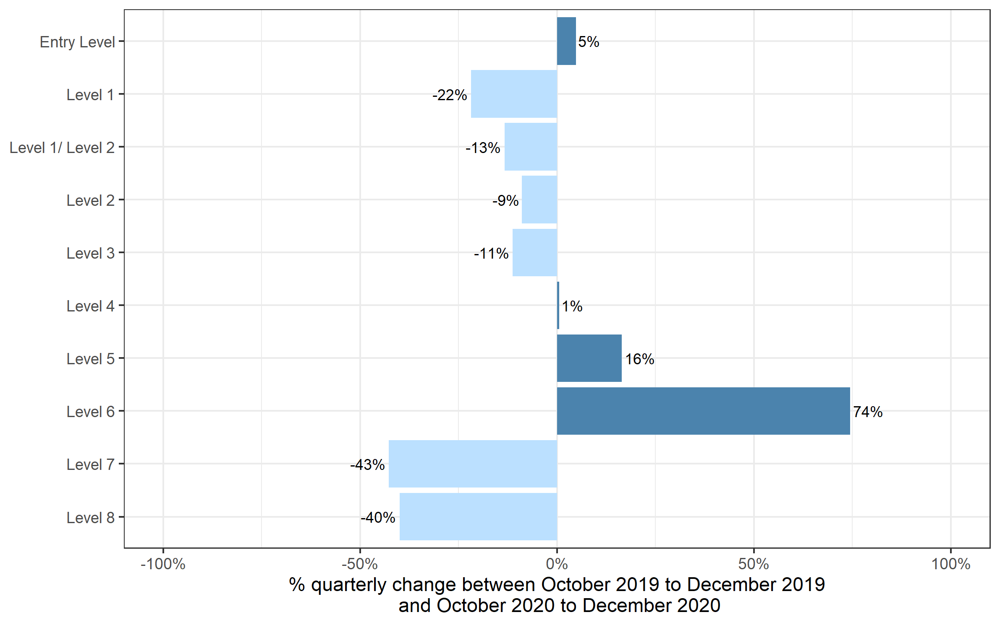 Entry Level
5%
Level 1
-22%
Level 1/ Level 2
-13%
Level 2
-9%
Level 3
-11%
Level 4
1%
Level 5
16%
Level 6
74%
Level 7
-43%
Level 8
-40%
-100%
-50%
0%
50%
100%
% quarterly change between October 2019 to December 2019
and October 2020 to December 2020